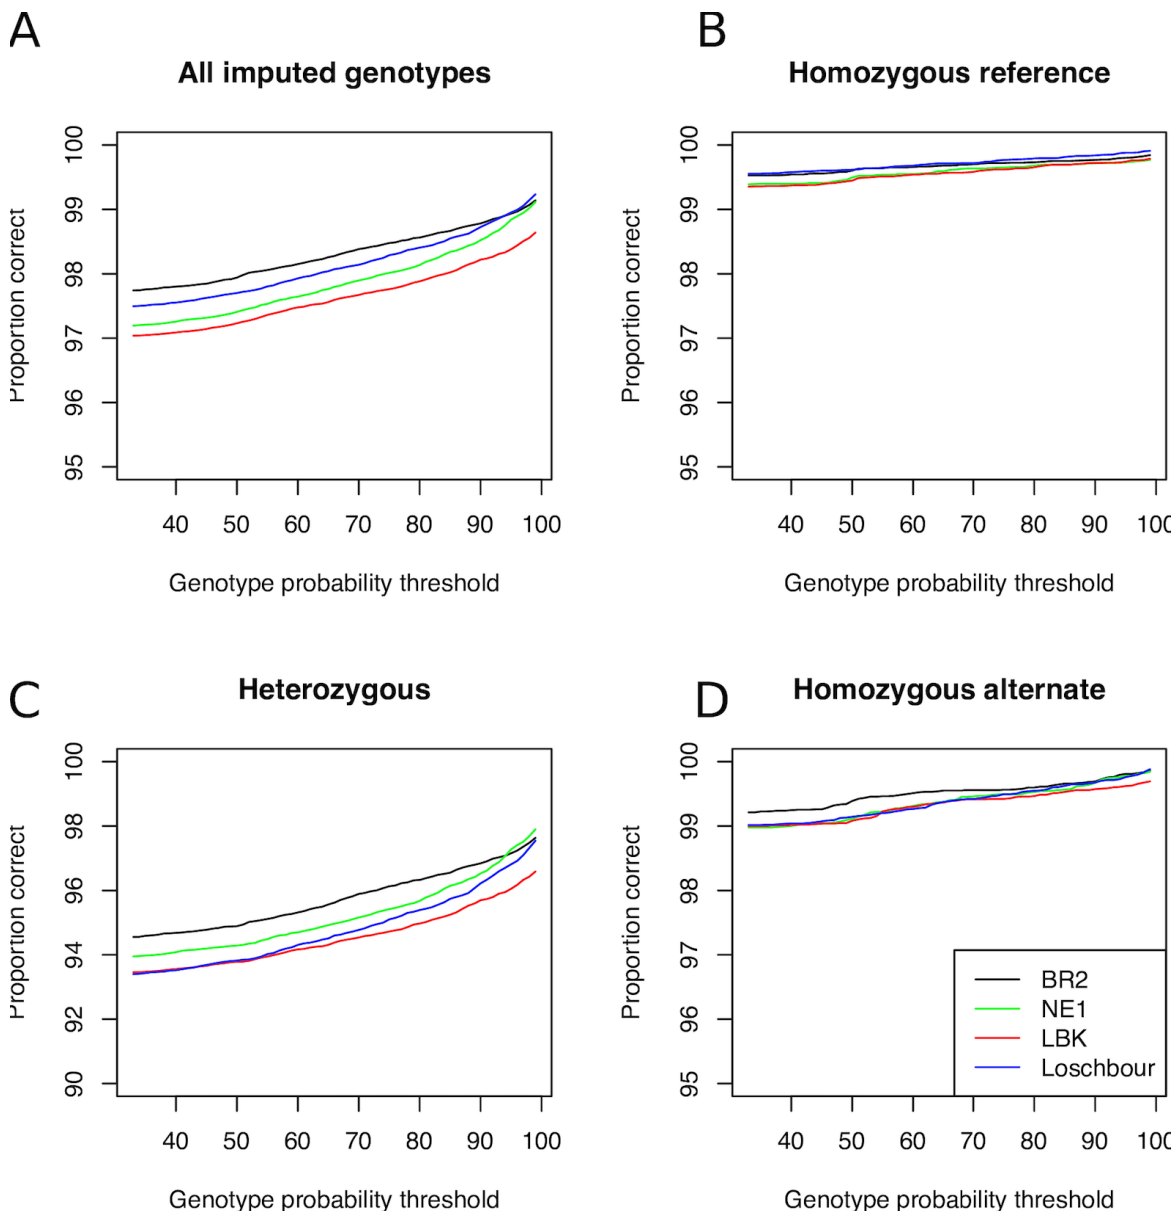 A
All imputed genotypes
Proportion correct
100
99
98
97
96
95
40 50 60 70 80 90 100
Genotype probability threshold
B
Homozygous reference
Proportion correct
100
99
98
97
96
95
40 50 60 70 80 90 100
Genotype probability threshold
C
Heterozygous
Proportion correct
100
98
96
94
92
90
40 50 60 70 80 90 100
Genotype probability threshold
D
Homozygous alternate
Proportion correct
100
99
98
97
96
95
BR2
NE1
LBK
Loschbour
40 50 60 70 80 90 100
Genotype probability threshold